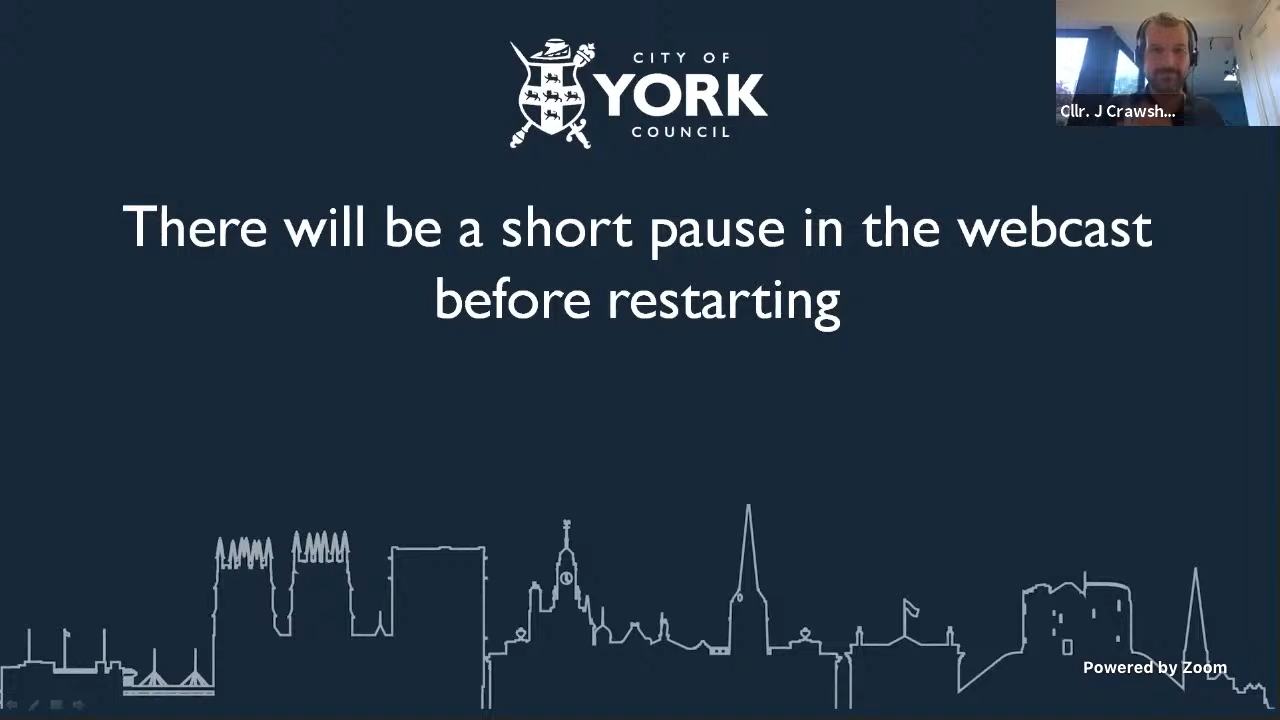 CITY OF
YORK
COUNCIL
Cllr. J Crawsh...
There will be a short pause in the webcast
before restarting
Powered by Zoom